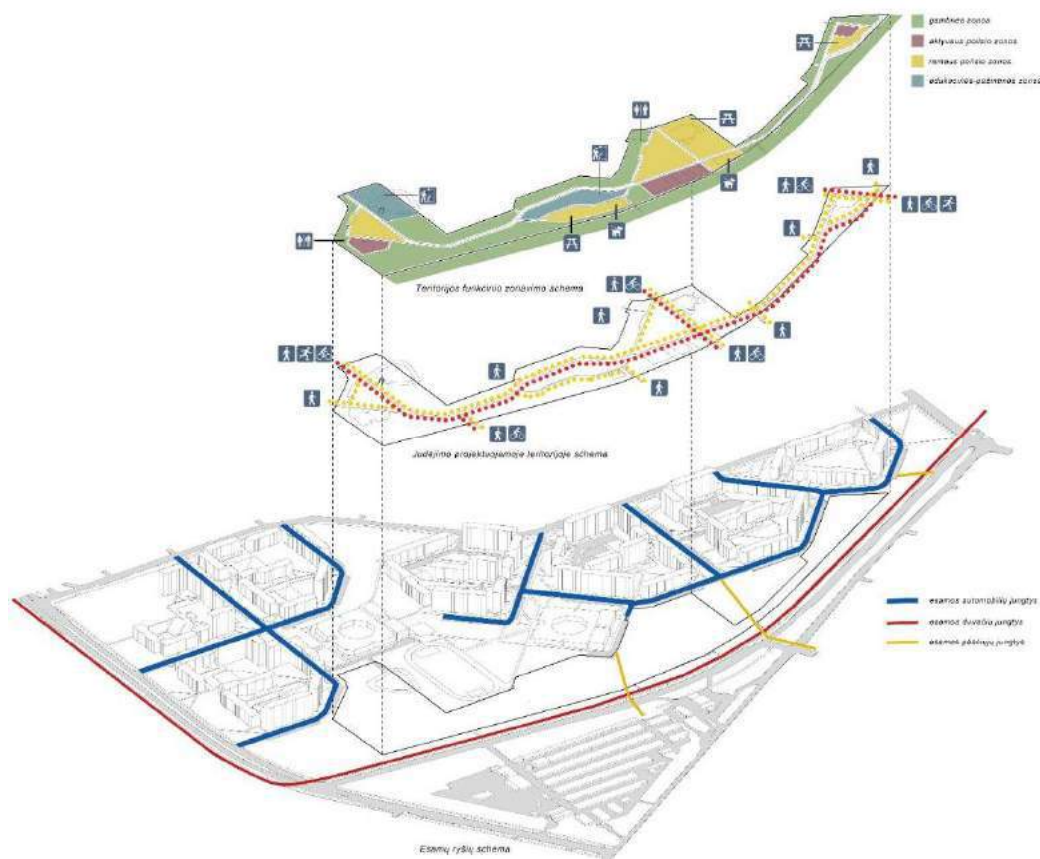 gamtinės zonos
aktyvaus poilsio zonos
ramaus poilsio zonos
edukacinės-pažintinės zonos
Teritorijos funkcinio zonavimo schema
Judėjimo projektuojamoje teritorijoje schema
esamos automobilių jungtys
esamos dviračių jungtys
esamos pėsčiųjų jungtys
Esamų ryšių schema